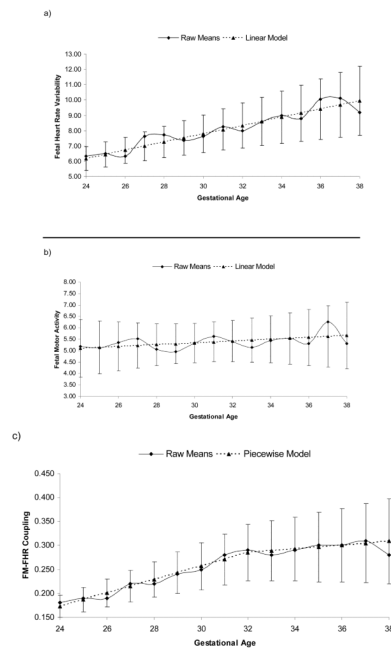 a)
Raw Means Linear Model
Fetal Heart Rate Variability
13.00
12.00
11.00
10.00
9.00
8.00
7.00
6.00
5.00
24 26 28 30 32 34 36 38
Gestational Age
b)
Raw Means Linear Model
Fetal Motor Activity
8.00
7.50
7.00
6.50
6.00
5.50
5.00
4.50
4.00
3.50
3.00
24 26 28 30 32 34 36 38
Gestational Age
c)
Raw Means Piecewise Model
FM-FHR Coupling
0.450
0.400
0.350
0.300
0.250
0.200
0.150
24 26 28 30 32 34 36 38
Gestational Age